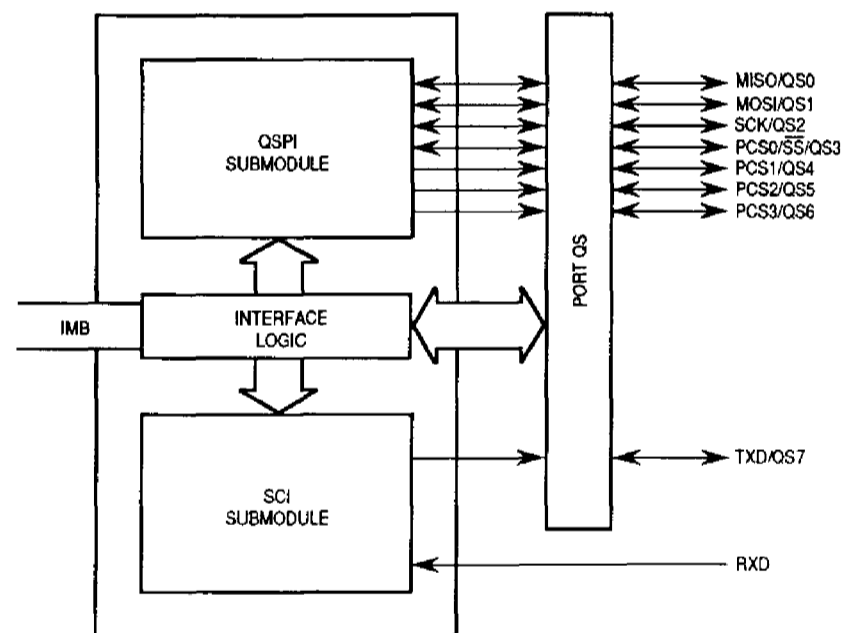 QSPI
SUBMODULE
MISO/QS0
MOSI/QS1
SCK/QS2
PCS0/S̅S̅/QS3
PCS1/QS4
PCS2/QS5
PCS3/QS6
PORT QS
IMB
INTERFACE
LOGIC
SCI
SUBMODULE
TXD/QS7
RXD